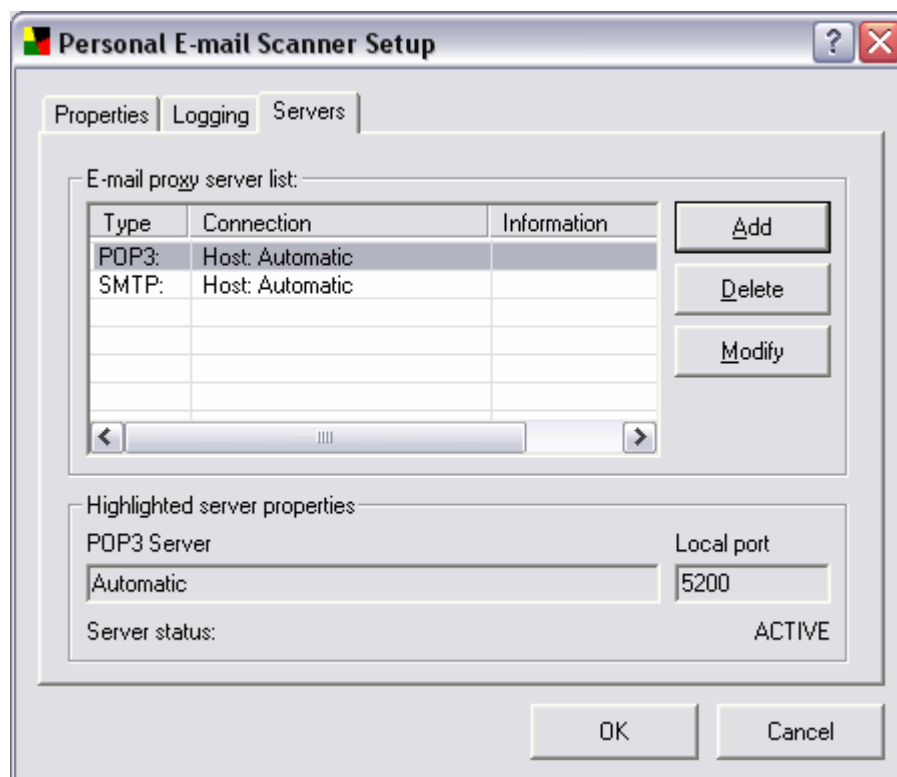 Personal E-mail Scanner Setup
Properties Logging Servers
E-mail proxy server list:
Type Connection Information
POP3: Host: Automatic
SMTP: Host: Automatic
Add
Delete
Modify
Highlighted server properties
POP3 Server Local port
Automatic 5200
Server status: ACTIVE
OK Cancel